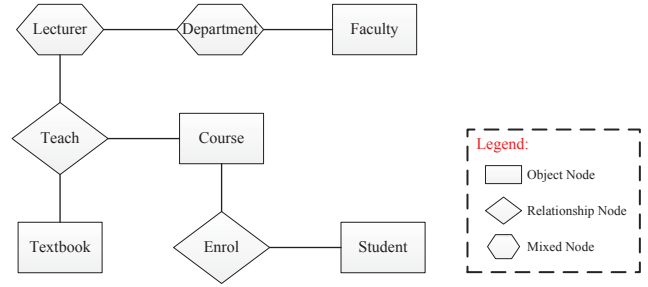 Lecturer
Department
Faculty
Teach
Course
Textbook
Enrol
Student
Legend:
Object Node
Relationship Node
Mixed Node